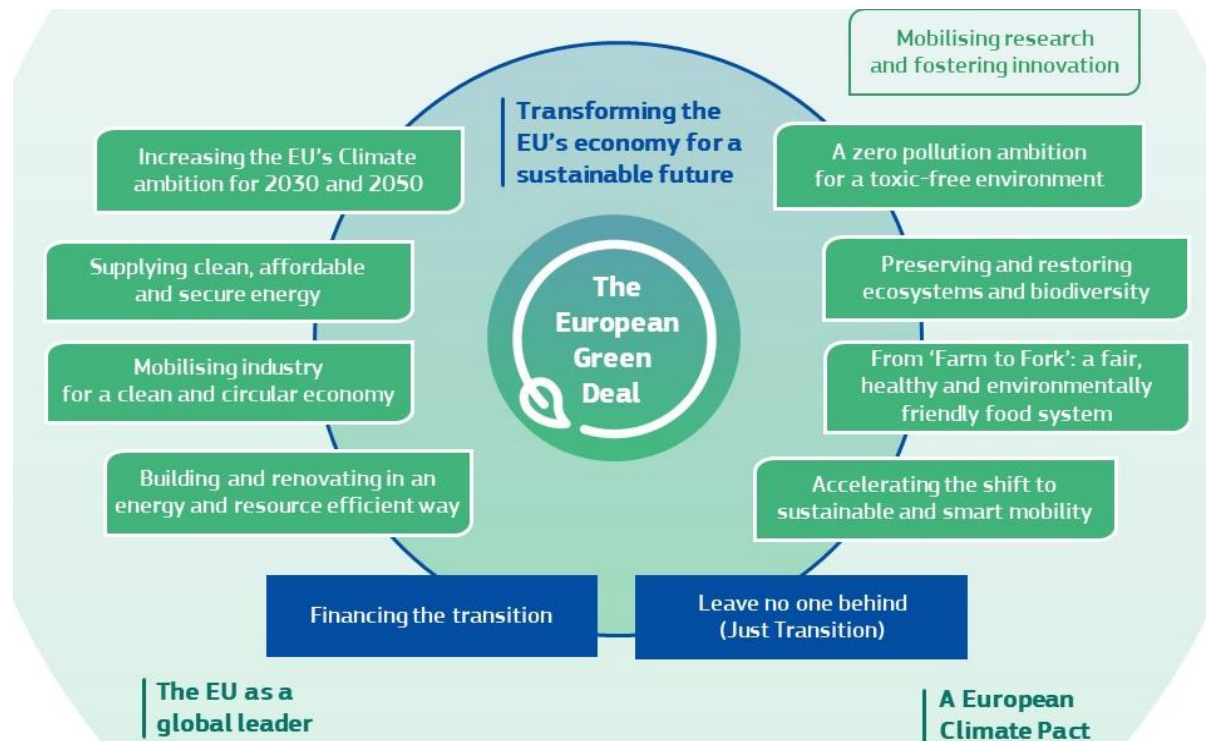 Mobilising research
and fostering innovation
Transforming the
EU’s economy for a
sustainable future
Increasing the EU’s Climate
ambition for 2030 and 2050
A zero pollution ambition
for a toxic-free environment
Supplying clean, affordable
and secure energy
Preserving and restoring
ecosystems and biodiversity
The
European
Green
Deal
Mobilising industry
for a clean and circular economy
From ‘Farm to Fork’: a fair,
healthy and environmentally
friendly food system
Building and renovating in an
energy and resource efficient way
Accelerating the shift to
sustainable and smart mobility
Financing the transition
Leave no one behind
(Just Transition)
The EU as a
global leader
A European
Climate Pact